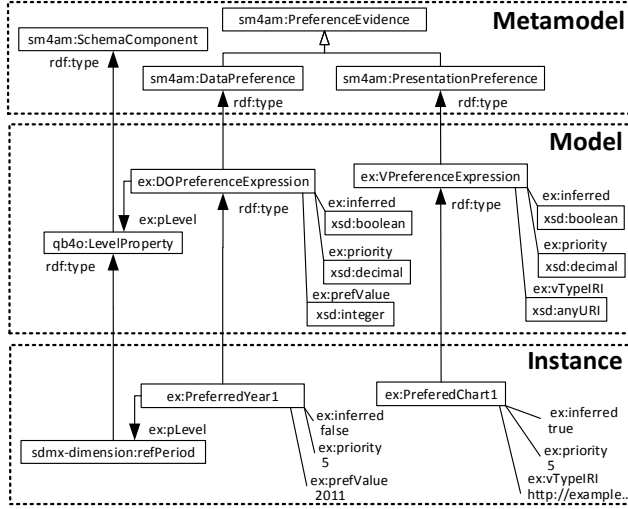 Metamodel
sm4am:PreferenceEvidence
sm4am:SchemaComponent
rdf:type
sm4am:DataPreference
sm4am:PresentationPreference
rdf:type
rdf:type
Model
ex:DOPreferenceExpression
ex:VPreferenceExpression
rdf:type
rdf:type
ex:inferred
xsd:boolean
ex:inferred
xsd:boolean
ex:pLevel
qb4o:LevelProperty
rdf:type
ex:priority
xsd:decimal
ex:priority
xsd:decimal
ex:prefValue
xsd:integer
ex:vTypeIRI
xsd:anyURI
Instance
ex:PreferredYear1
ex:PreferedChart1
ex:pLevel
sdmx-dimension:refPeriod
ex:inferred
false
ex:priority
5
ex:prefValue
2011
ex:inferred
true
ex:priority
5
ex:vTypeIRI
http://example...